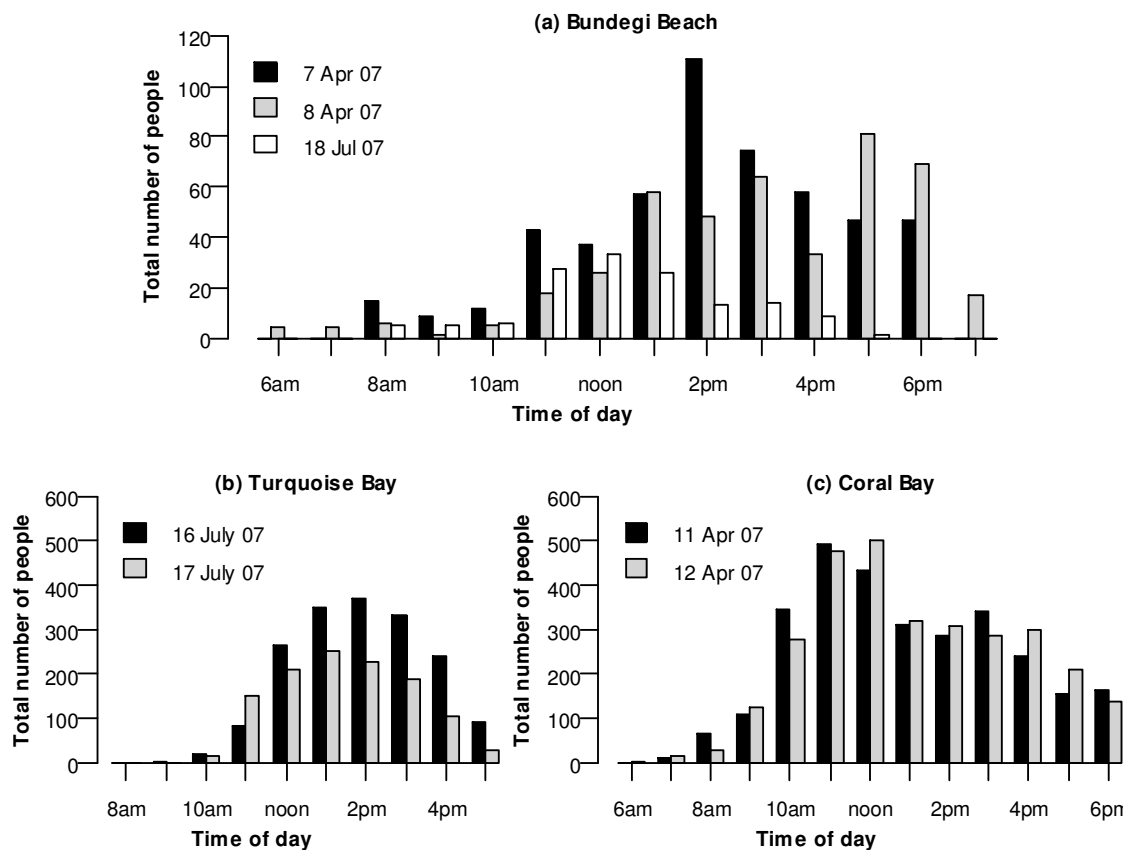 (a) Bundegi Beach
120
100
80
60
40
20
0
Total number of people
7 Apr 07
8 Apr 07
18 Jul 07
6am 8am 10am noon 2pm 4pm 6pm
Time of day
(b) Turquoise Bay
600
500
400
300
200
100
0
Total number of people
16 July 07
17 July 07
8am 10am noon 2pm 4pm
Time of day
(c) Coral Bay
600
500
400
300
200
100
0
Total number of people
11 Apr 07
12 Apr 07
6am 8am 10am noon 2pm 4pm 6pm
Time of day